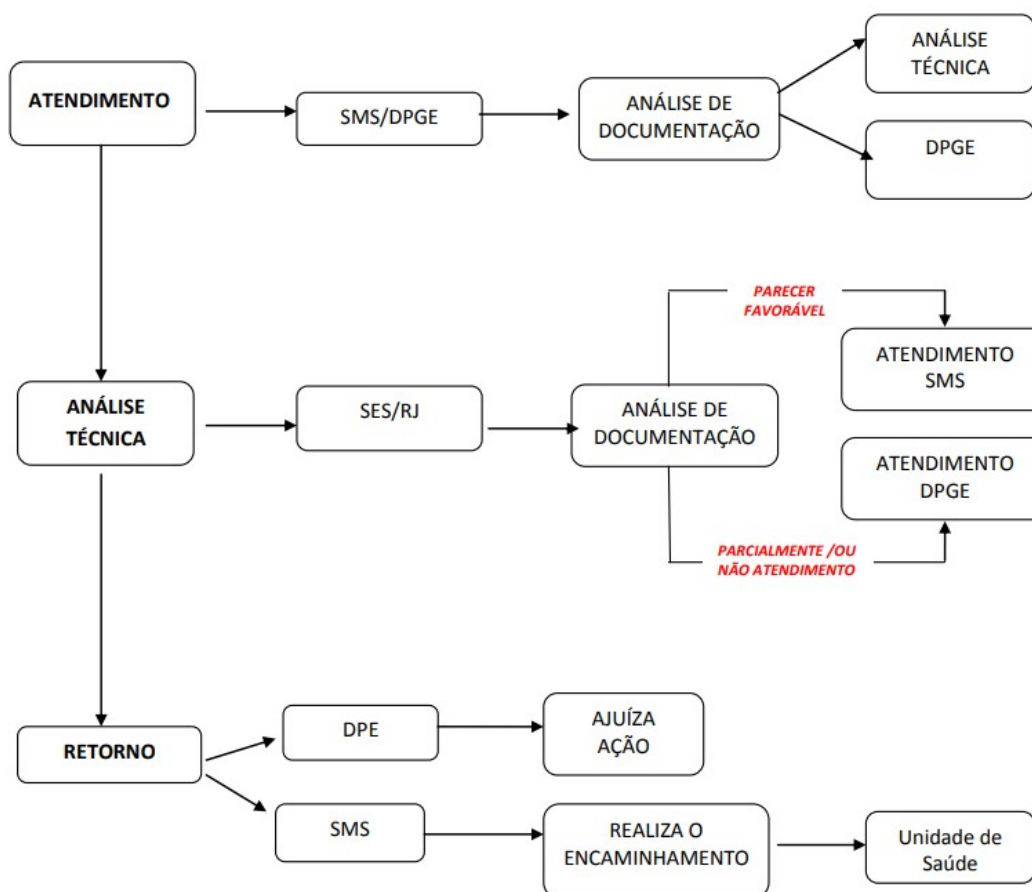 ATENDIMENTO
SMS/DPGE
ANÁLISE DE
DOCUMENTAÇÃO
ANÁLISE
TÉCNICA
DPGE
ANÁLISE
TÉCNICA
SES/RJ
ANÁLISE DE
DOCUMENTAÇÃO
PARECER
FAVORÁVEL
ATENDIMENTO
SMS
PARCIALMENTE /OU
NÃO ATENDIMENTO
ATENDIMENTO
DPGE
RETORNO
DPE
AJUÍZA
AÇÃO
SMS
REALIZA O
ENCAMINHAMENTO
Unidade de
Saúde